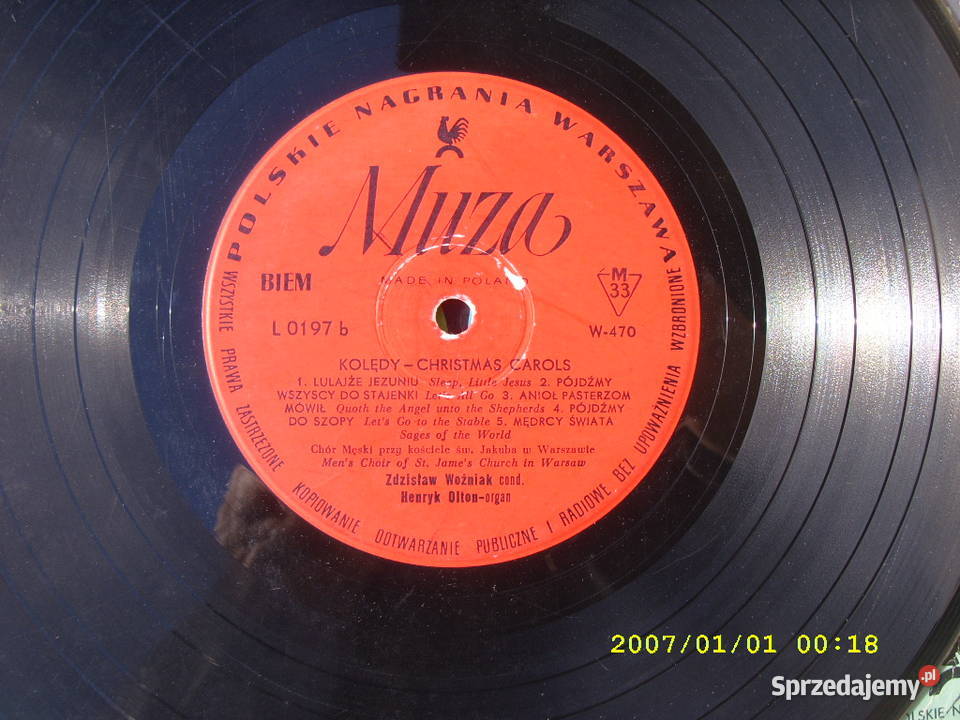 POLSKIE NAGRANIA WARSZAWA
Muza
MADE IN POLAND
BIEM
M
33
L 0197 b
W-470
KOLĘDY – CHRISTMAS CAROLS
1. LULAJŻE JEZUNIU Sleep, Little Jesus 2. PÓJDŹMY
WSZYSCY DO STAJENKI Let's All Go 3. ANIOŁ PASTERZOM
MÓWIŁ Quoth the Angel unto the Shepherds 4. PÓJDŹMY
DO SZOPY Let's Go to the Stable 5. MĘDRCY ŚWIATA
Sages of the World
Chór Męski przy kościele św. Jakuba w Warszawie
Men's Choir of St. Jame's Church in Warsaw
Zdzisław Woźniak cond.
Henryk Olton-organ
WSZYSTKIE PRAWA ZASTRZEŻONE KOPIOWANIE ODTWARZANIE PUBLICZNE I RADIOWE BEZ UPOWAŻNIENIA WZBRONIONE
2007/01/01 00:18
Sprzedajemy.pl